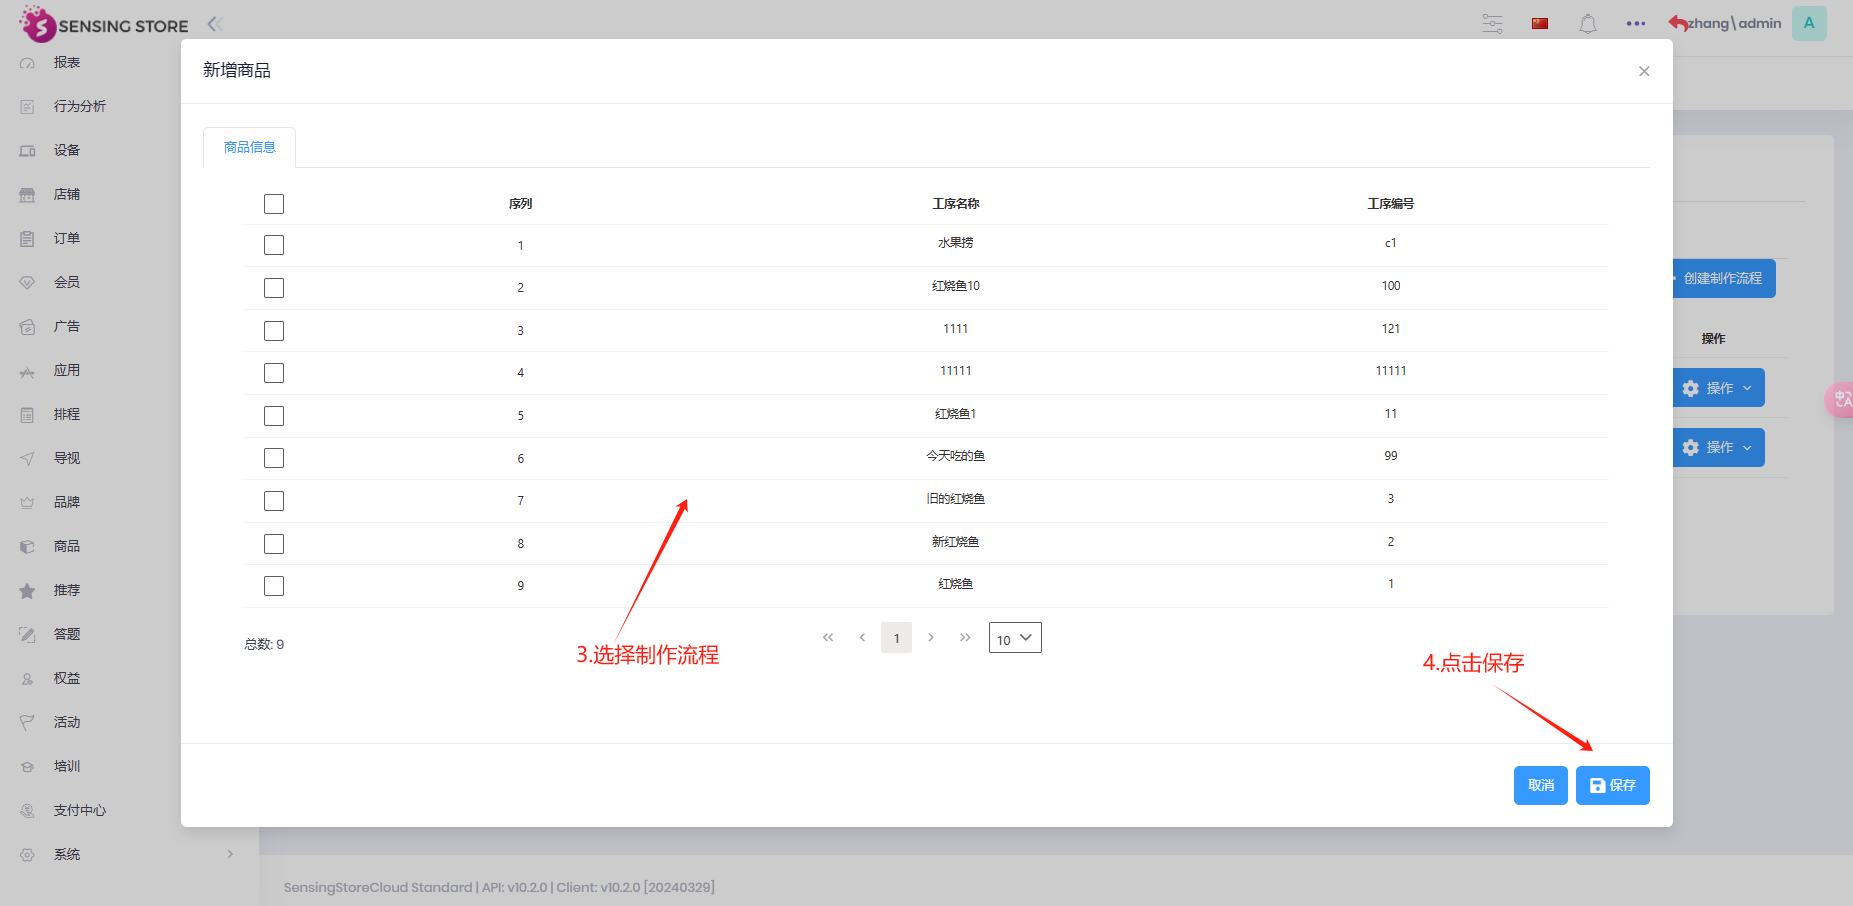 SENSING STORE
zhang\admin
A
报表
行为分析
设备
店铺
订单
会员
广告
应用
排程
导视
品牌
商品
推荐
答题
权益
活动
培训
支付中心
系统
新增商品
商品信息
序列 工序名称 工序编号
1 水果捞 c1
2 红烧鱼10 100
3 1111 121
4 11111 11111
5 红烧鱼1 11
6 今天吃的鱼 99
7 旧的红烧鱼 3
8 新红烧鱼 2
9 红烧鱼 1
总数: 9
1
10
3.选择制作流程
4.点击保存
取消
保存
创建制作流程
操作
操作
操作
中A
SensingStoreCloud Standard | API: v10.2.0 | Client: v10.2.0 [20240329]